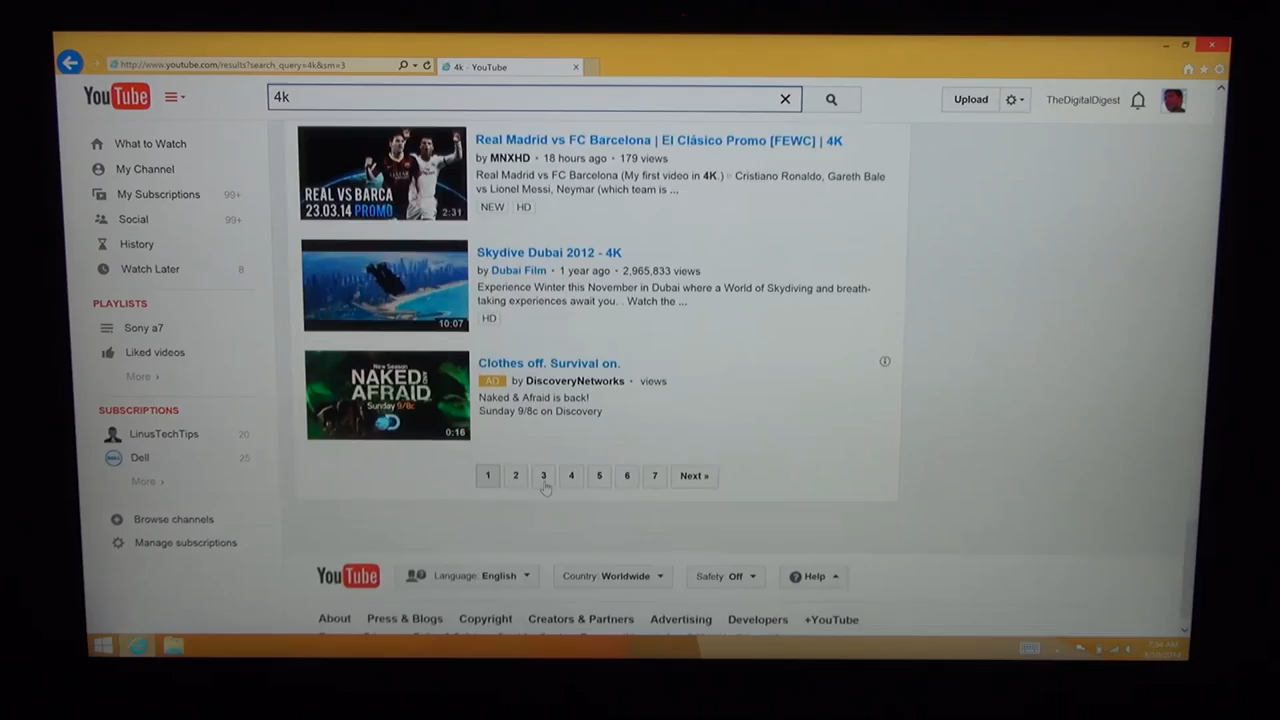 http://www.youtube.com/results?search_query=4k&sm=3
4k - YouTube
YouTube
4k
Upload
TheDigitalDigest
What to Watch
My Channel
My Subscriptions 99+
Social 99+
History
Watch Later 8
PLAYLISTS
Sony a7
Liked videos
More ›
SUBSCRIPTIONS
LinusTechTips 20
Dell 25
More ›
Browse channels
Manage subscriptions
REAL VS BARCA
23.03.14 PROMO
2:31
Real Madrid vs FC Barcelona | El Clásico Promo [FEWC] | 4K
by MNXHD · 18 hours ago · 179 views
Real Madrid vs FC Barcelona (My first video in 4K.) Cristiano Ronaldo, Gareth Bale
vs Lionel Messi, Neymar (which team is ...
NEW HD
10:07
Skydive Dubai 2012 - 4K
by Dubai Film · 1 year ago · 2,965,833 views
Experience Winter this November in Dubai where a World of Skydiving and breath-
taking experiences await you. . Watch the ...
HD
New Season
NAKED AND
AFRAID
Sunday 9/8c
0:16
Clothes off. Survival on.
AD by DiscoveryNetworks · views
Naked & Afraid is back!
Sunday 9/8c on Discovery
1 2 3 4 5 6 7 Next »
YouTube
Language: English
Country: Worldwide
Safety Off
Help
About Press & Blogs Copyright Creators & Partners Advertising Developers +YouTube